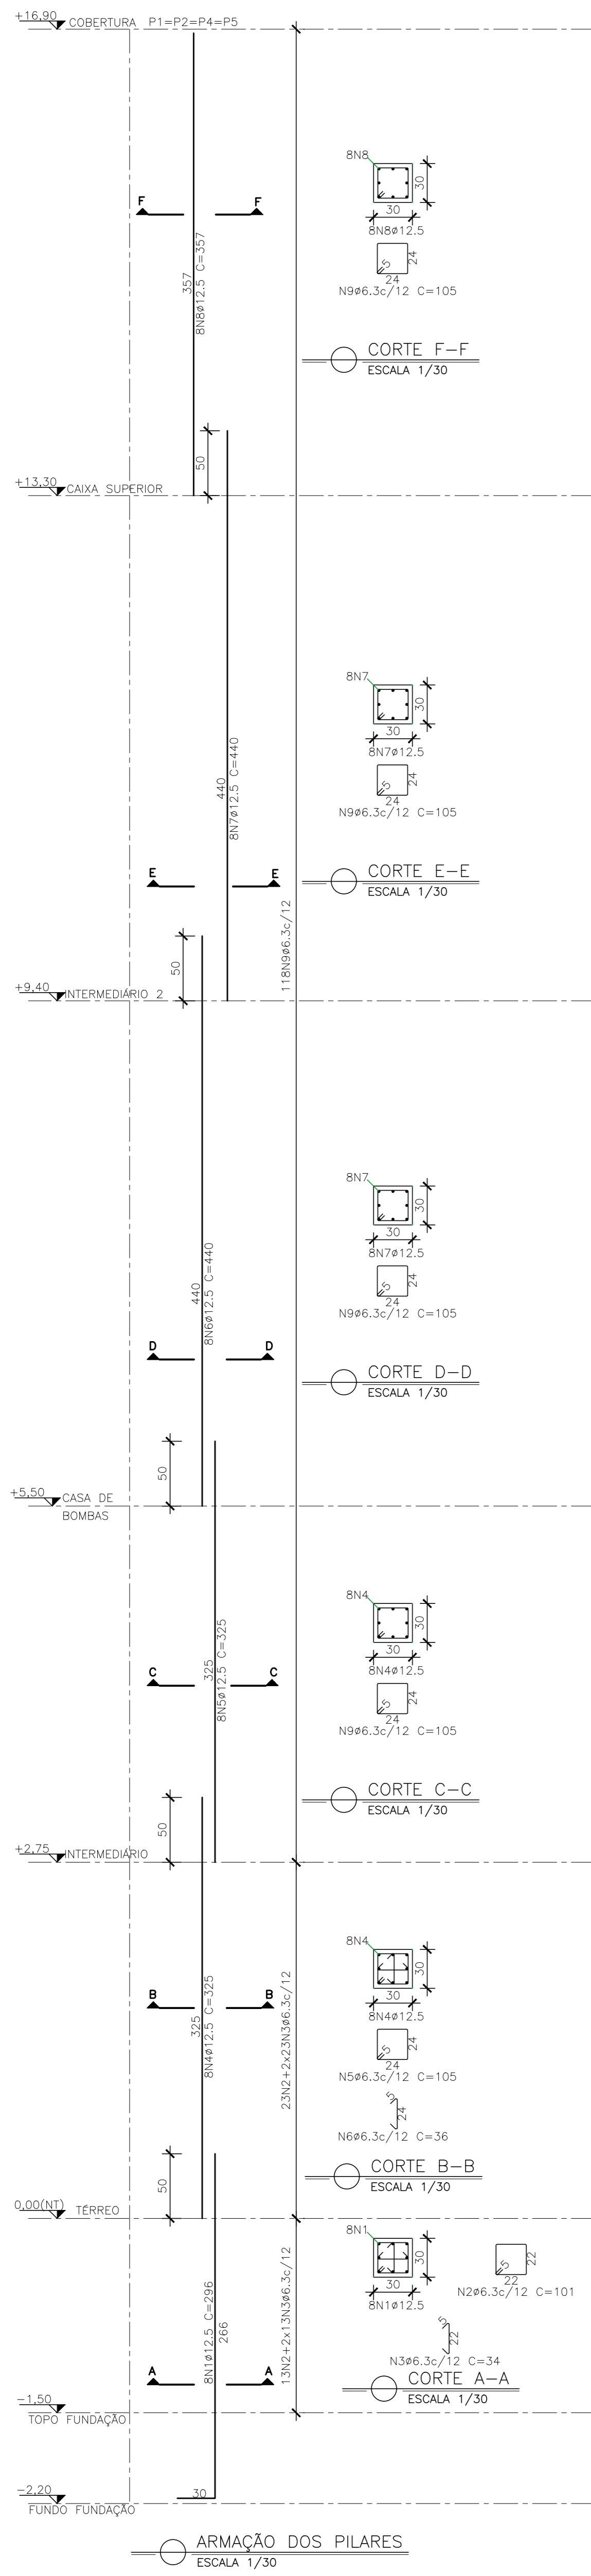 +16,90
COBERTURA P1=P2=P4=P5
F F
357
8N8ø12.5 C=357
8N8
30
30
8N8ø12.5
5
24
24
N9ø6.3c/12 C=105
CORTE F-F
ESCALA 1/30
50
+13,30
CAIXA SUPERIOR
8N7
30
30
8N7ø12.5
5
24
24
N9ø6.3c/12 C=105
440
8N7ø12.5 C=440
CORTE E-E
ESCALA 1/30
E E
118N9ø6.3c/12
50
+9,40
INTERMEDIÁRIO 2
8N7
30
30
8N7ø12.5
5
24
24
N9ø6.3c/12 C=105
440
8N6ø12.5 C=440
D D
CORTE D-D
ESCALA 1/30
50
+5,50
CASA DE
BOMBAS
8N4
30
30
8N4ø12.5
5
24
24
N9ø6.3c/12 C=105
325
8N5ø12.5 C=325
C C
CORTE C-C
ESCALA 1/30
50
+2,75
INTERMEDIÁRIO
8N4
30
30
8N4ø12.5
5
24
24
N5ø6.3c/12 C=105
5
24
N6ø6.3c/12 C=36
B B
325
8N4ø12.5 C=325
23N2+2x23N3ø6.3c/12
CORTE B-B
ESCALA 1/30
50
0,00(NT)
TÉRREO
8N1
30
30
8N1ø12.5
5
22
22
N2ø6.3c/12 C=101
5
22
N3ø6.3c/12 C=34
8N1ø12.5 C=296
266
13N2+2x13N3ø6.3c/12
A A
CORTE A-A
ESCALA 1/30
-1,50
TOPO FUNDAÇÃO
30
-2,20
FUNDO FUNDAÇÃO
ARMAÇÃO DOS PILARES
ESCALA 1/30